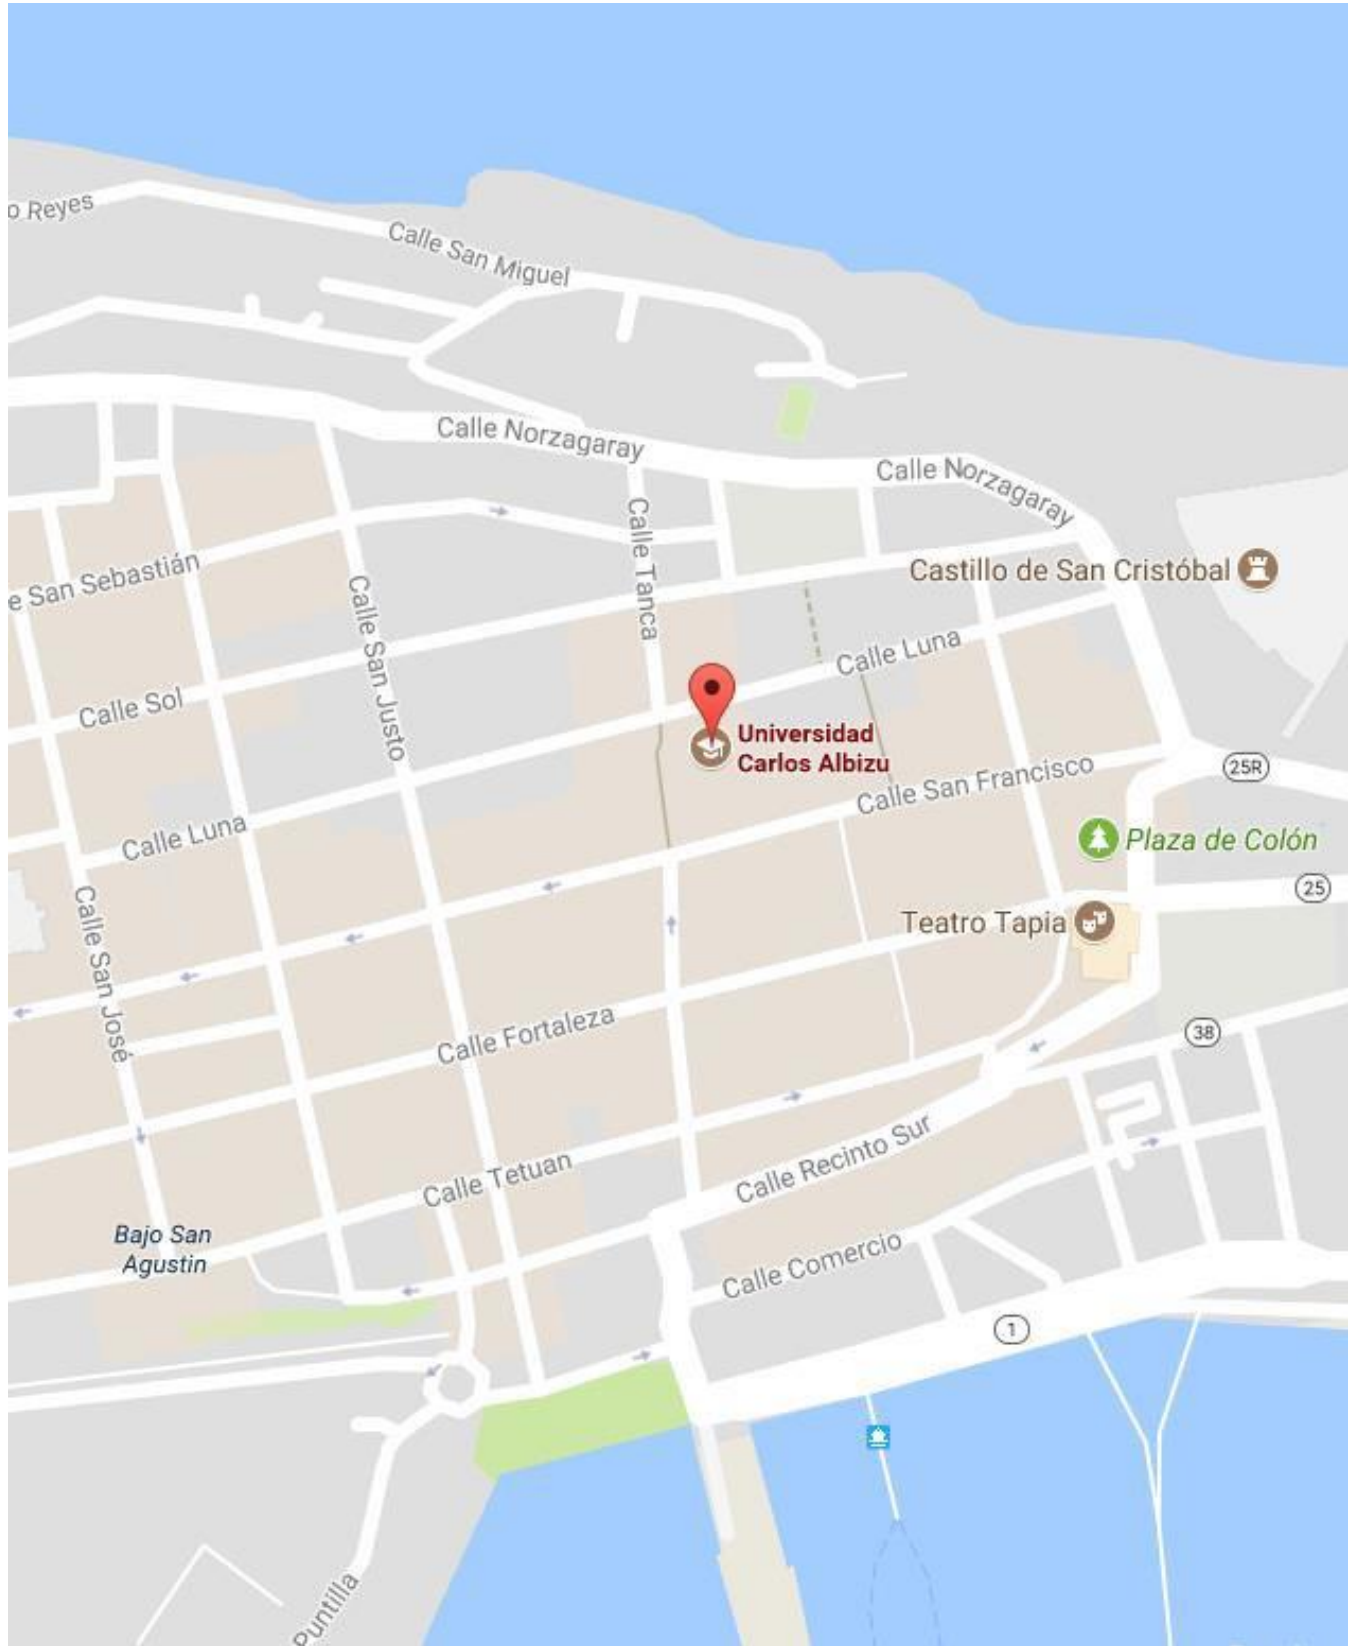 o Reyes
Calle San Miguel
Calle Norzagaray
Calle Norzagaray
Calle Tanca
Castillo de San Cristóbal
e San Sebastián
Calle San Justo
Calle Luna
Calle Sol
Universidad
Carlos Albizu
25R
Calle San Francisco
Calle Luna
Plaza de Colón
25
Teatro Tapia
Calle San José
Calle Fortaleza
38
Calle Tetuan
Calle Recinto Sur
Bajo San
Agustin
Calle Comercio
1
Puntilla